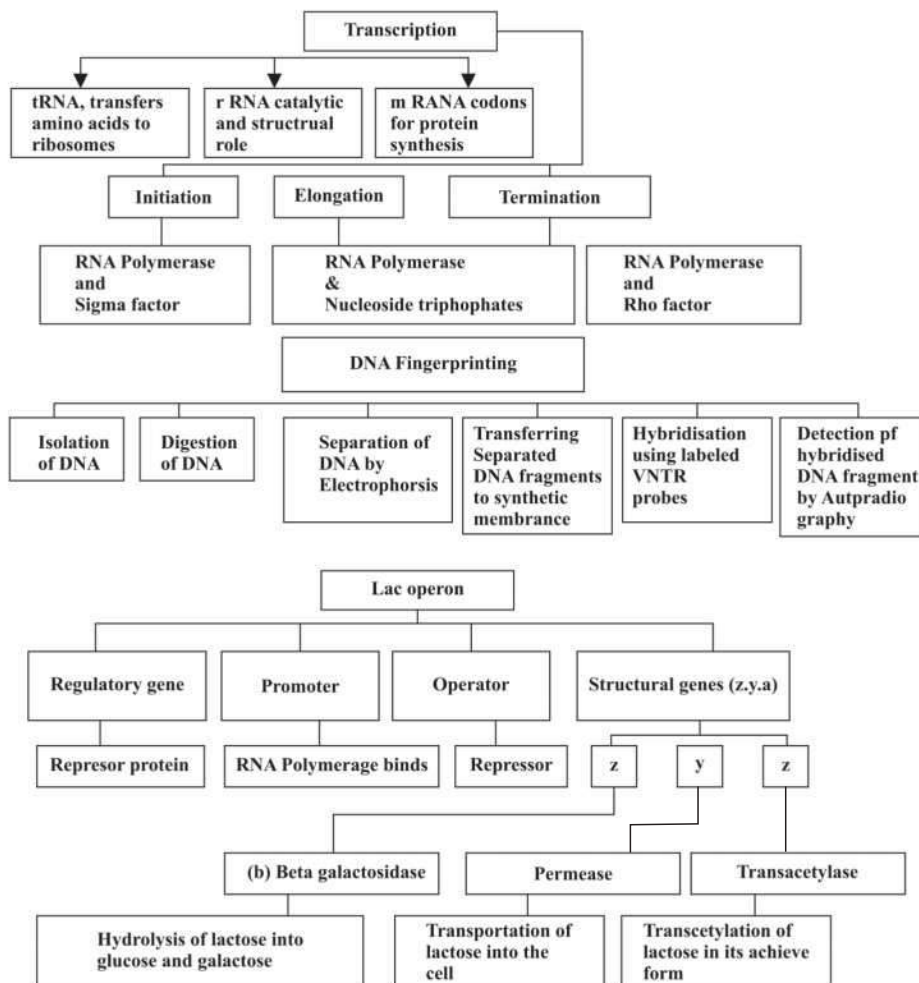 Transcription
tRNA, transfers
amino acids to
ribosomes
r RNA catalytic
and structrual
role
m RANA codons
for protein
synthesis
Initiation
Elongation
Termination
RNA Polymerase
and
Sigma factor
RNA Polymerase
&
Nucleoside triphophates
RNA Polymerase
and
Rho factor
DNA Fingerprinting
Isolation
of DNA
Digestion
of DNA
Separation of
DNA by
Electrophorsis
Transferring
Separated
DNA fragments
to synthetic
membrance
Hybridisation
using labeled
VNTR
probes
Detection pf
hybridised
DNA fragment
by Autpradio
graphy
Lac operon
Regulatory gene
Promoter
Operator
Structural genes (z.y.a)
Represor protein
RNA Polymerage binds
Repressor
z
y
z
(b) Beta galactosidase
Permease
Transacetylase
Hydrolysis of lactose into
glucose and galactose
Transportation of
lactose into the
cell
Transcetylation of
lactose in its achieve
form